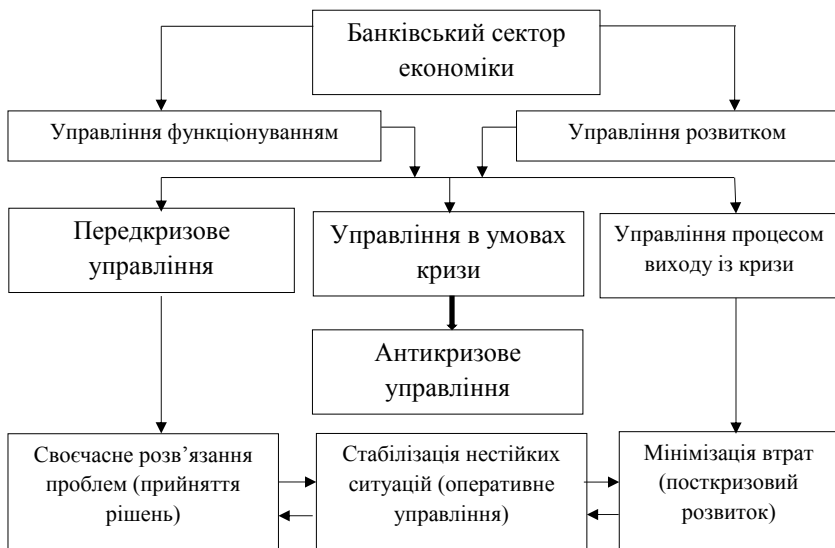 Банківський сектор
економіки
Управління функціонуванням
Управління розвитком
Передкризове
управління
Управління в умовах
кризи
Управління процесом
виходу із кризи
Антикризове
управління
Своєчасне розв’язання
проблем (прийняття
рішень)
Стабілізація нестійких
ситуацій (оперативне
управління)
Мінімізація втрат
(посткризовий
розвиток)